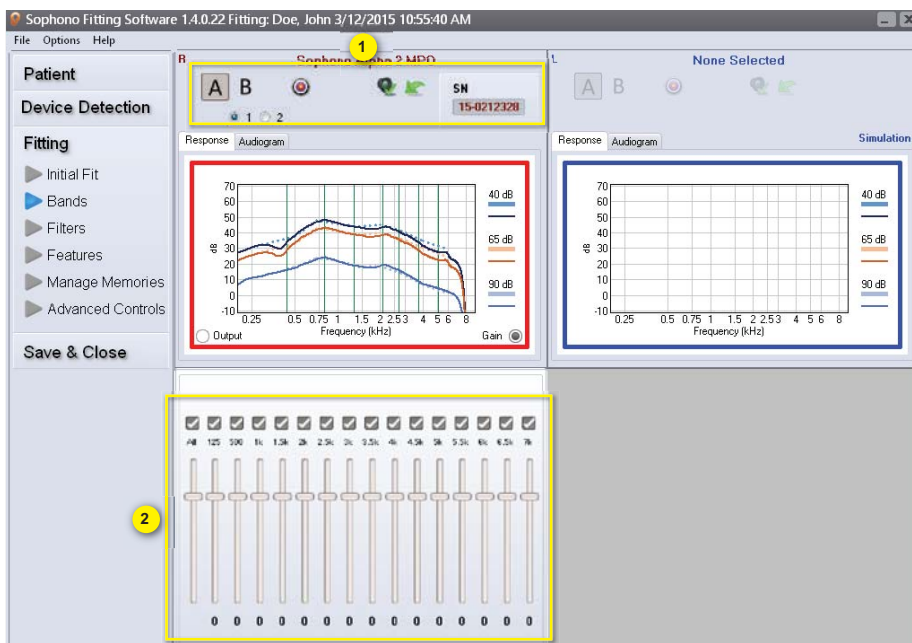 Sophono Fitting Software 1.4.0.22 Fitting: Doe, John 3/12/2015 10:55:40 AM
File Options Help
Patient
Device Detection
Fitting
Initial Fit
Bands
Filters
Features
Manage Memories
Advanced Controls
Save & Close
1
R Sophono Alpha 2 MPO
A B
1 2
SN
15-0212328
Response Audiogram
dB
70
60
50
40
30
20
10
0
-10
0.25 0.5 0.75 1 1.5 2 2.5 3 4 5 6 8
Frequency (kHz)
Output Gain
40 dB
65 dB
90 dB
L None Selected
A B
Response Audiogram Simulation
dB
70
60
50
40
30
20
10
0
-10
0.25 0.5 0.75 1 1.5 2 2.5 3 4 5 6 8
Frequency (kHz)
40 dB
65 dB
90 dB
2
All 125 500 1k 1.5k 2k 2.5k 3k 3.5k 4k 4.5k 5k 5.5k 6k 6.5k 7k
0 0 0 0 0 0 0 0 0 0 0 0 0 0